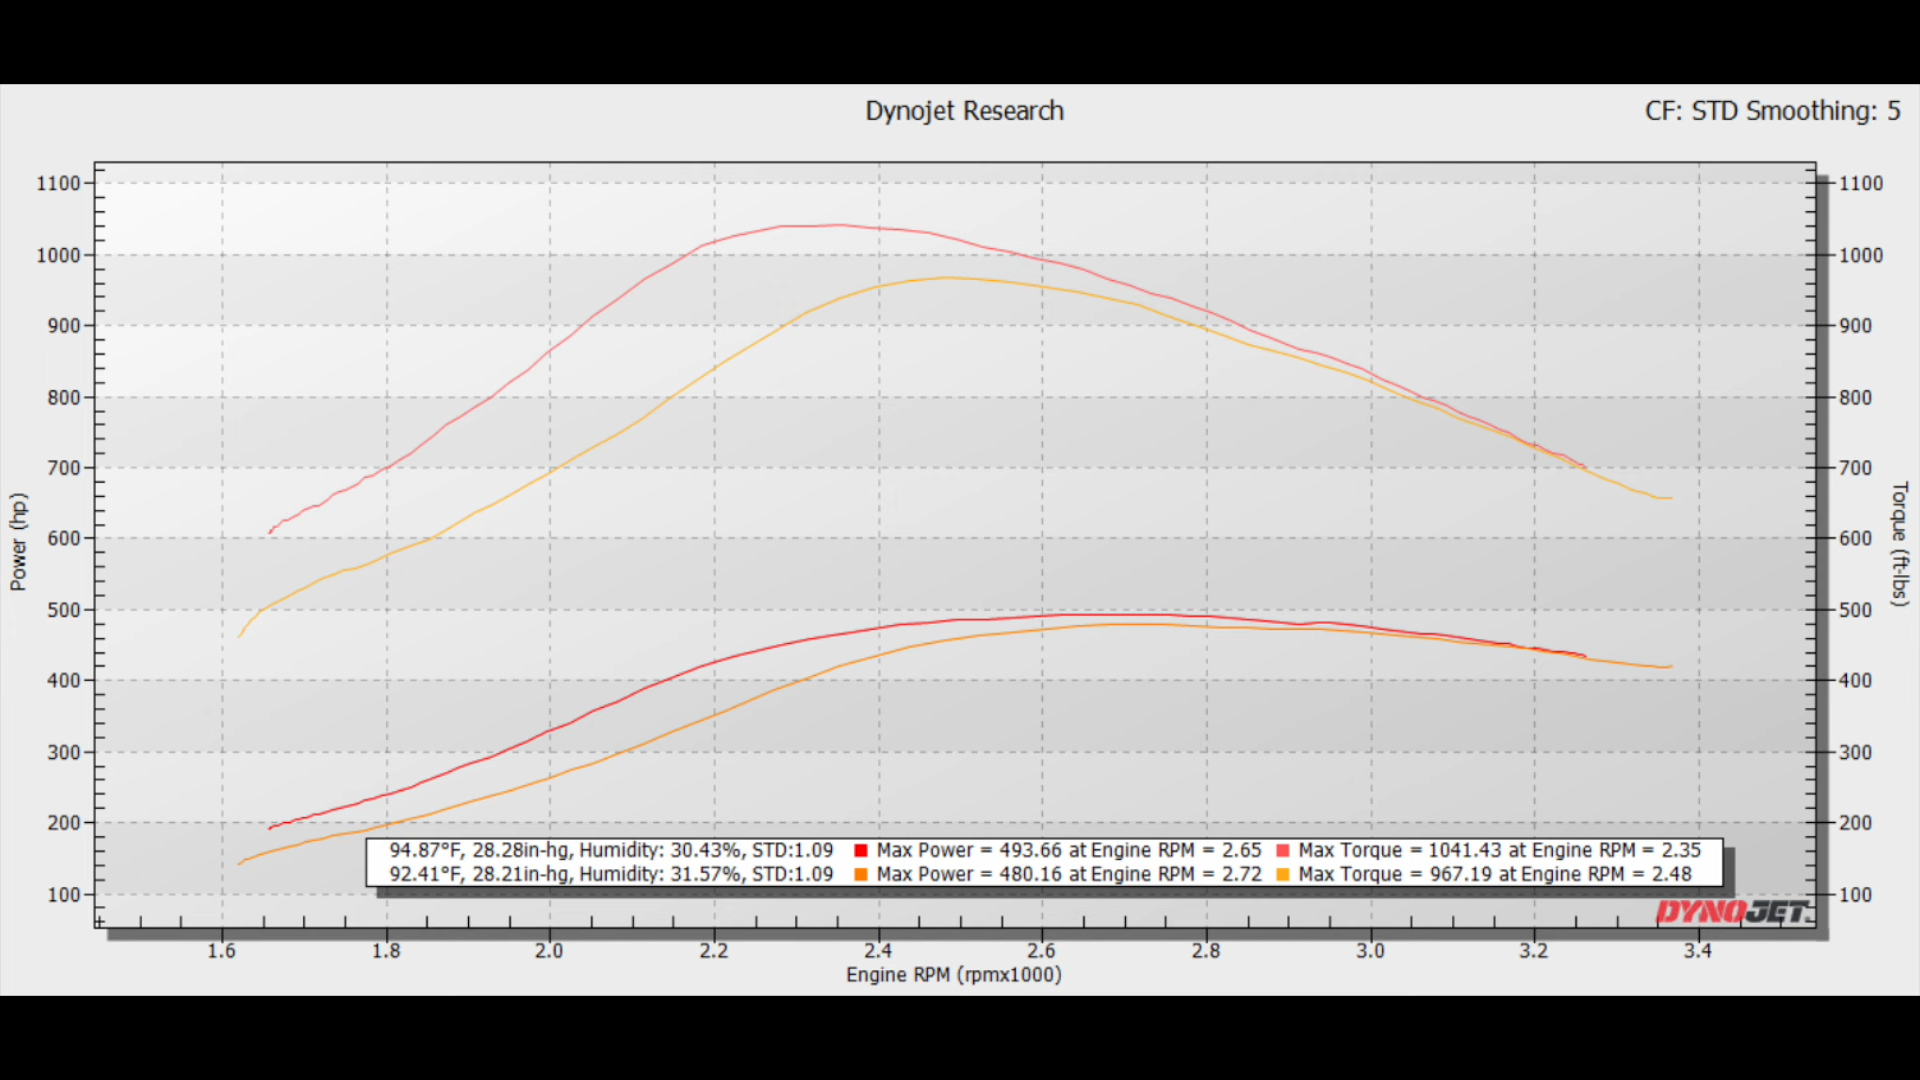 Dynojet Research
CF: STD Smoothing: 5
1100
1000
900
800
700
600
500
400
300
200
100
Power (hp)
1100
1000
900
800
700
600
500
400
300
200
100
Torque (ft-lbs)
94.87°F, 28.28in-hg, Humidity: 30.43%, STD:1.09 Max Power = 493.66 at Engine RPM = 2.65 Max Torque = 1041.43 at Engine RPM = 2.35
92.41°F, 28.21in-hg, Humidity: 31.57%, STD:1.09 Max Power = 480.16 at Engine RPM = 2.72 Max Torque = 967.19 at Engine RPM = 2.48
DYNOJET
1.6 1.8 2.0 2.2 2.4 2.6 2.8 3.0 3.2 3.4
Engine RPM (rpmx1000)